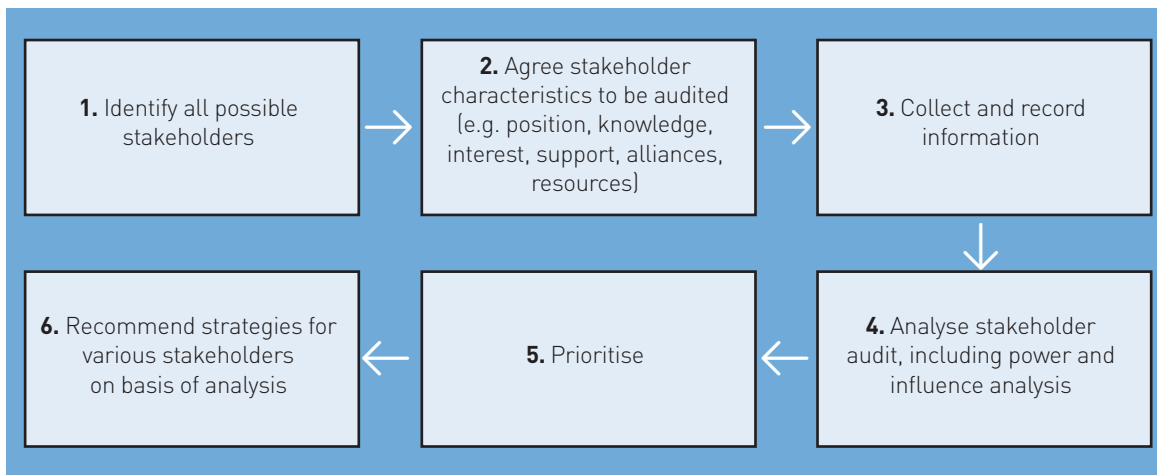 1. Identify all possible
stakeholders
2. Agree stakeholder
characteristics to be audited
(e.g. position, knowledge,
interest, support, alliances,
resources)
3. Collect and record
information
4. Analyse stakeholder
audit, including power and
influence analysis
5. Prioritise
6. Recommend strategies for
various stakeholders
on basis of analysis